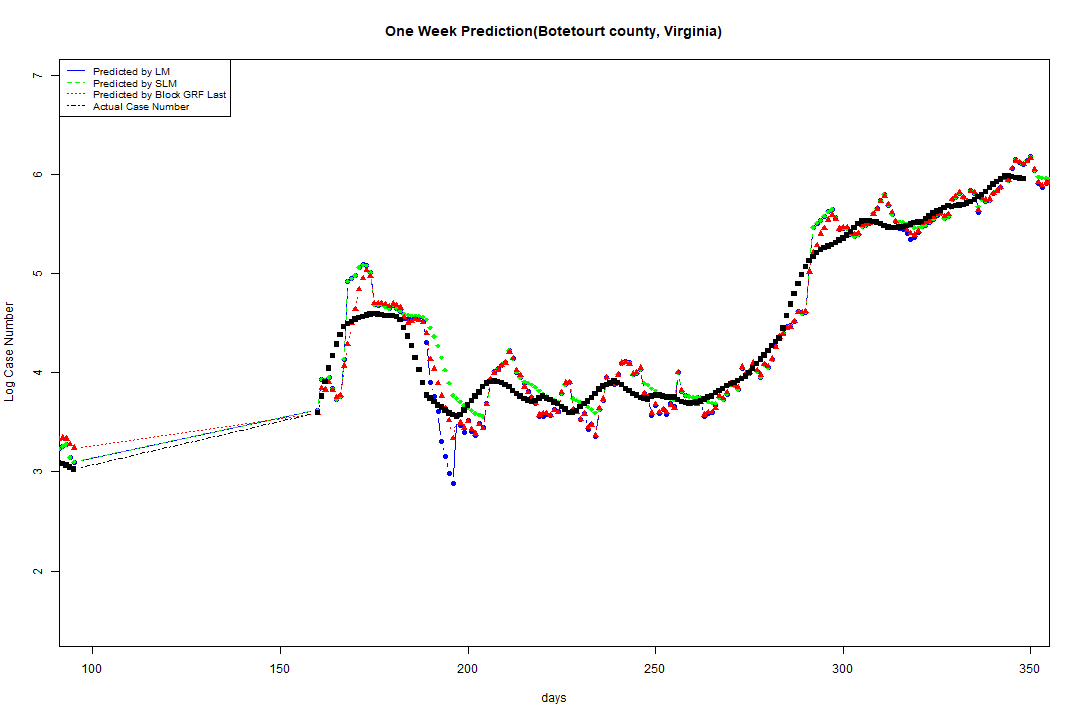 One Week Prediction(Botetourt county, Virginia)
Predicted by LM
Predicted by SLM
Predicted by Block GRF Last
Actual Case Number
7
6
5
4
3
2
Log Case Number
100 150 200 250 300 350
days